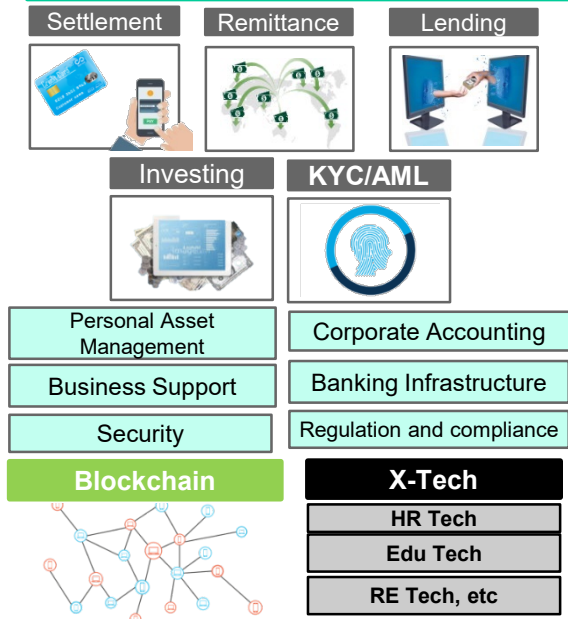 Settlement
Remittance
Lending
Investing
KYC/AML
Personal Asset
Management
Corporate Accounting
Business Support
Banking Infrastructure
Security
Regulation and compliance
Blockchain
X-Tech
HR Tech
Edu Tech
RE Tech, etc